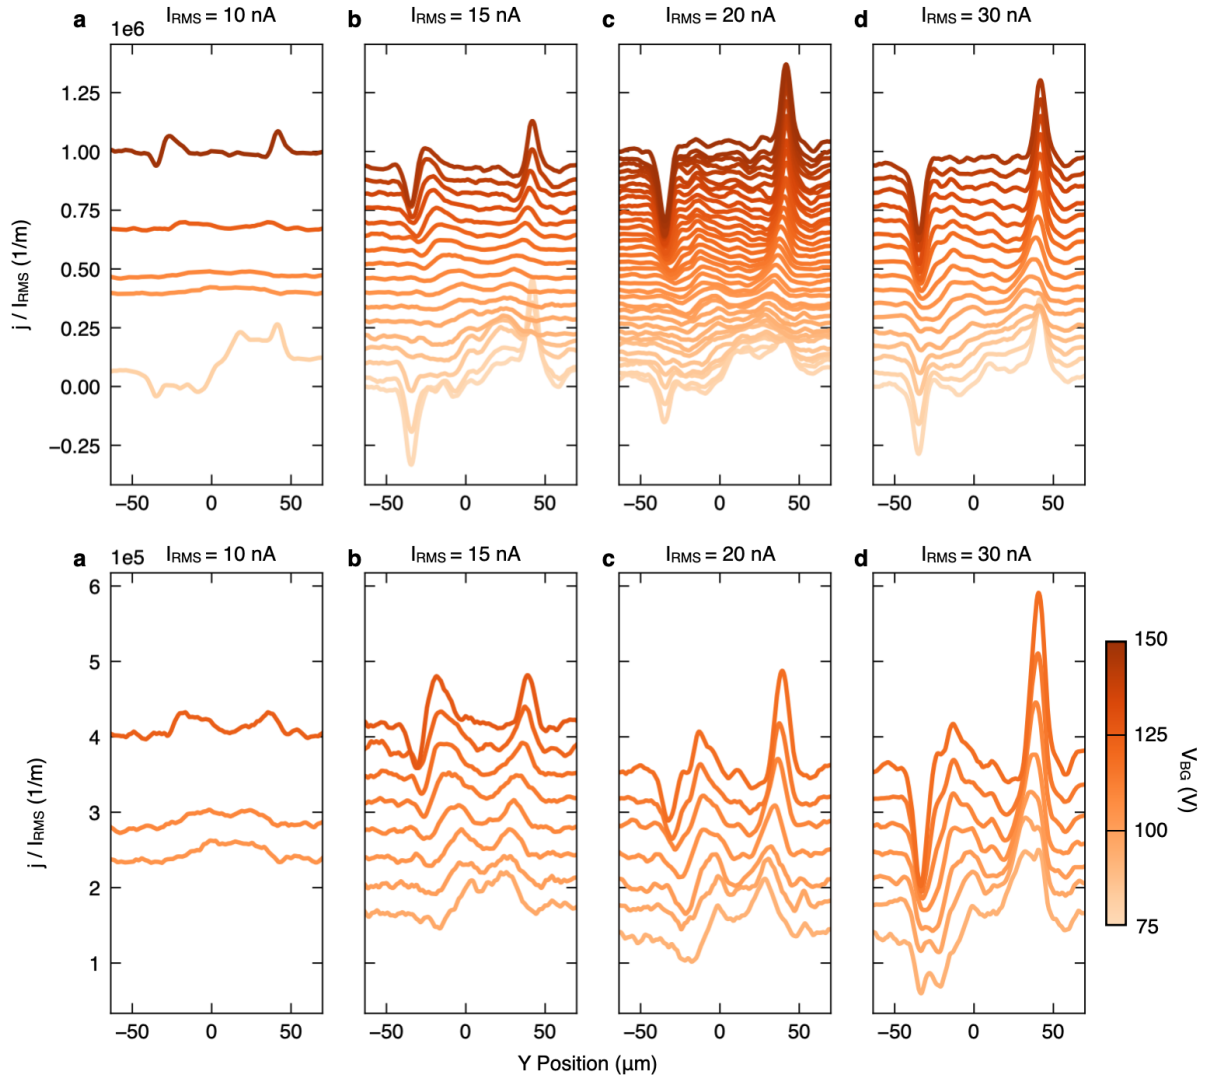 a I_RMS = 10 nA b I_RMS = 15 nA c I_RMS = 20 nA d I_RMS = 30 nA
1e6
1.25
1.00
0.75
0.50
0.25
0.00
−0.25
j / I_RMS (1/m)
−50 0 50 −50 0 50 −50 0 50 −50 0 50
a I_RMS = 10 nA b I_RMS = 15 nA c I_RMS = 20 nA d I_RMS = 30 nA
1e5
6
5
4
3
2
1
j / I_RMS (1/m)
−50 0 50 −50 0 50 −50 0 50 −50 0 50
Y Position (μm)
150
125
100
75
V_BG (V)